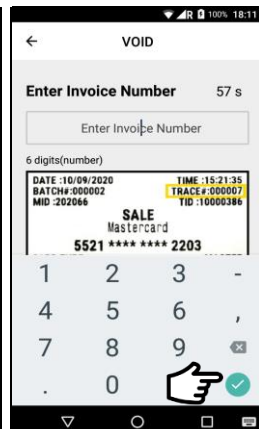 100% 18:11
← VOID
Enter Invoice Number 57 s
Enter Invoice Number
6 digits(number)
DATE :10/09/2020 TIME :15:21:35
BATCH#:000002 TRACE#:000007
MID :202066 TID :10000386
SALE
Mastercard
5521 **** **** 2203
1 2 3 -
4 5 6 ,
7 8 9
. 0